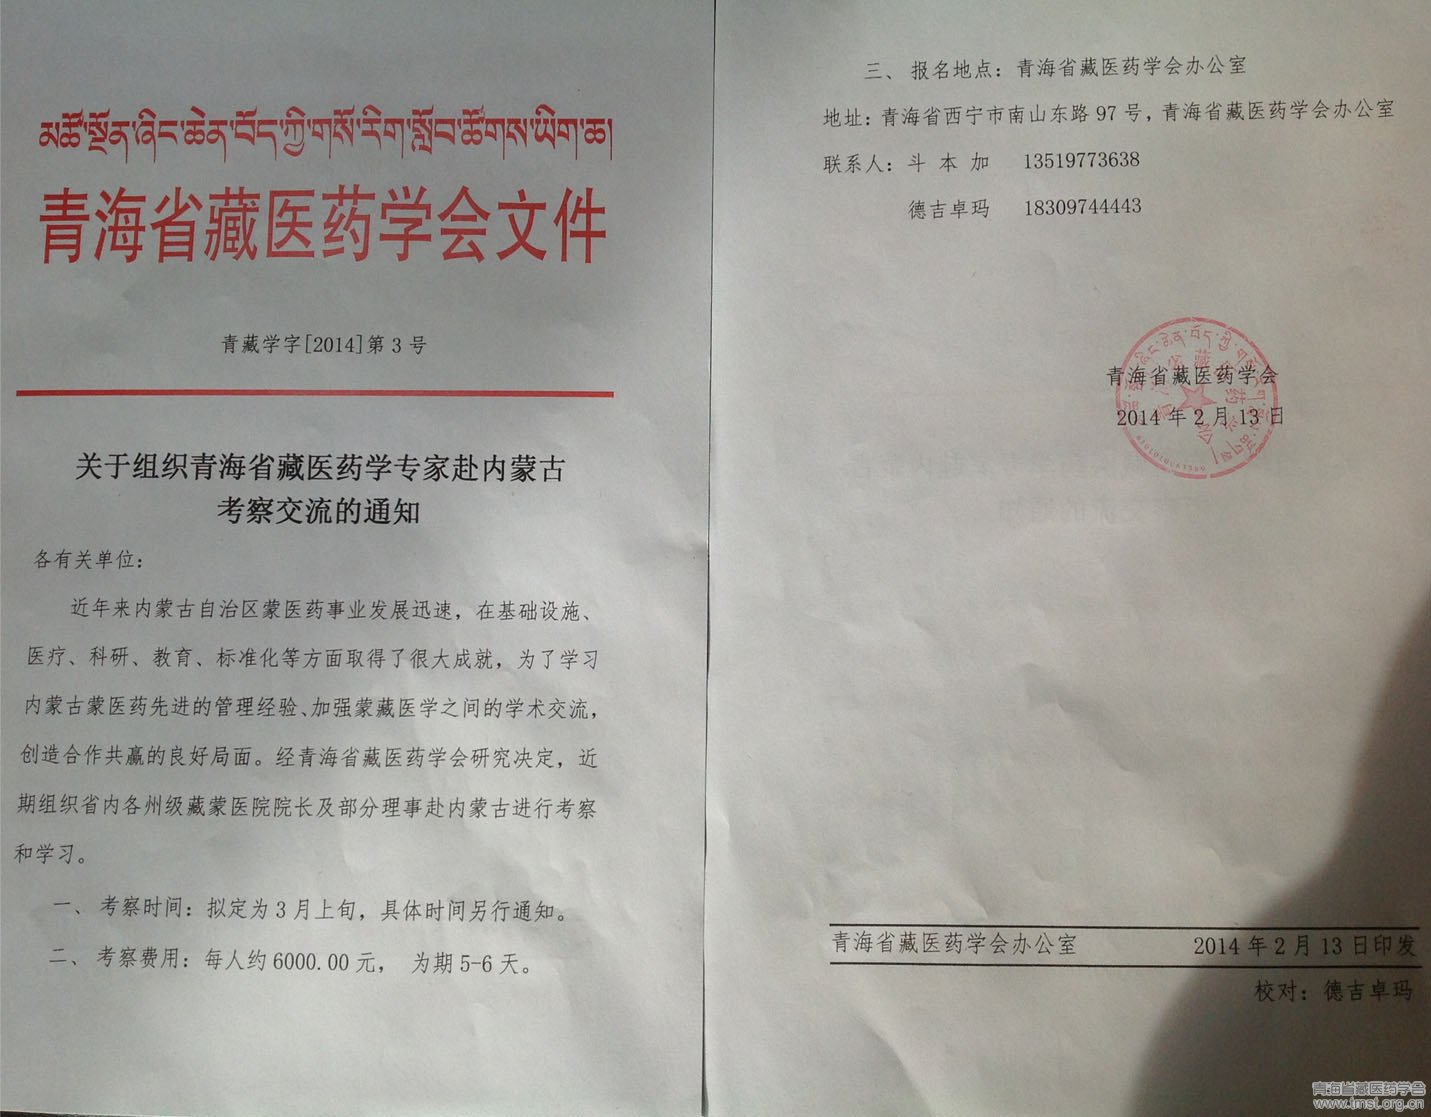 མཚོ་སྔོན་ཞིང་ཆེན་བོད་ཀྱི་གསོ་རིག་སློབ་ཚོགས་ཡིག་ཆ།
青海省藏医药学会文件
青藏学字[2014]第3号
关于组织青海省藏医药学专家赴内蒙古
考察交流的通知
各有关单位:
近年来内蒙古自治区蒙医药事业发展迅速，在基础设施、
医疗、科研、教育、标准化等方面取得了很大成就，为了学习
内蒙古蒙医药先进的管理经验、加强蒙藏医学之间的学术交流，
创造合作共赢的良好局面。经青海省藏医药学会研究决定，近
期组织省内各州级藏蒙医院院长及部分理事赴内蒙古进行考察
和学习。
一、 考察时间：拟定为3月上旬，具体时间另行通知。
二、 考察费用：每人约6000.00元， 为期5-6天。
三、 报名地点：青海省藏医药学会办公室
地址：青海省西宁市南山东路97号，青海省藏医药学会办公室
联系人：斗 本 加 13519773638
德吉卓玛 18309744443
青海省藏医药学会
2014年2月13日
青海省藏医药学会办公室 2014年2月13日印发
校对：德吉卓玛
青海省藏医药学会
www.tmst.org.cn